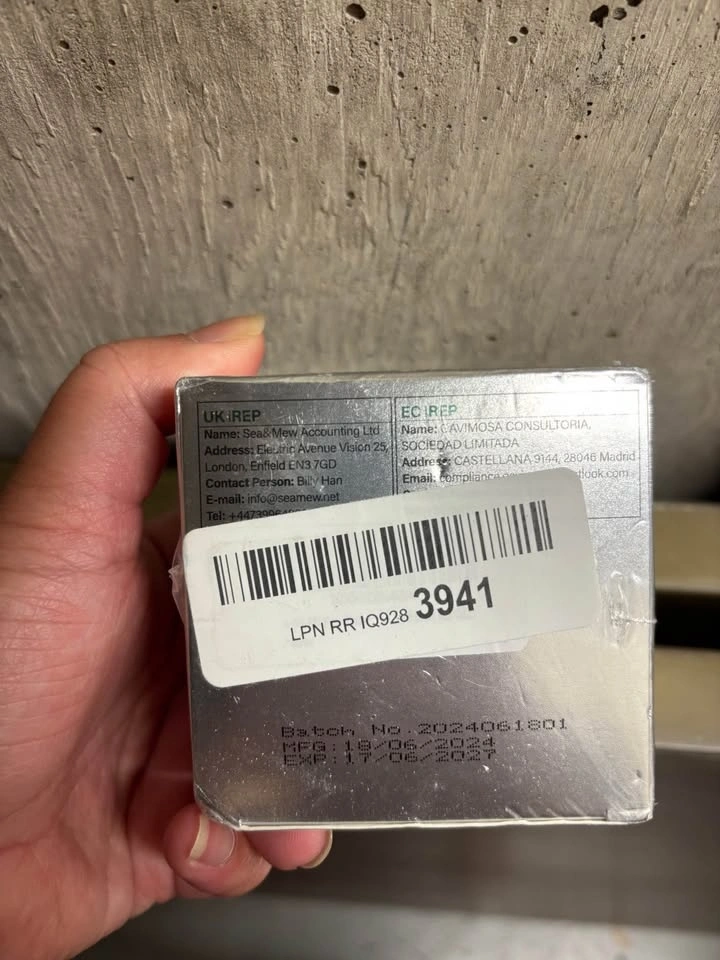 UK REP
Name: Sea&Mew Accounting Ltd
Address: Electric Avenue Vision 25,
London, Enfield EN3 7GD
Contact Person: Billy Han
E-mail: info@seamew.net
Tel:
EC REP
Name: CAVIMOSA CONSULTORIA,
SOCIEDAD LIMITADA
Address: CASTELLANA 9144, 28046 Madrid
Email:
LPN RR IQ928 3941
Batch No.2024061801
MFG:18/06/2024
EXP:17/06/2027